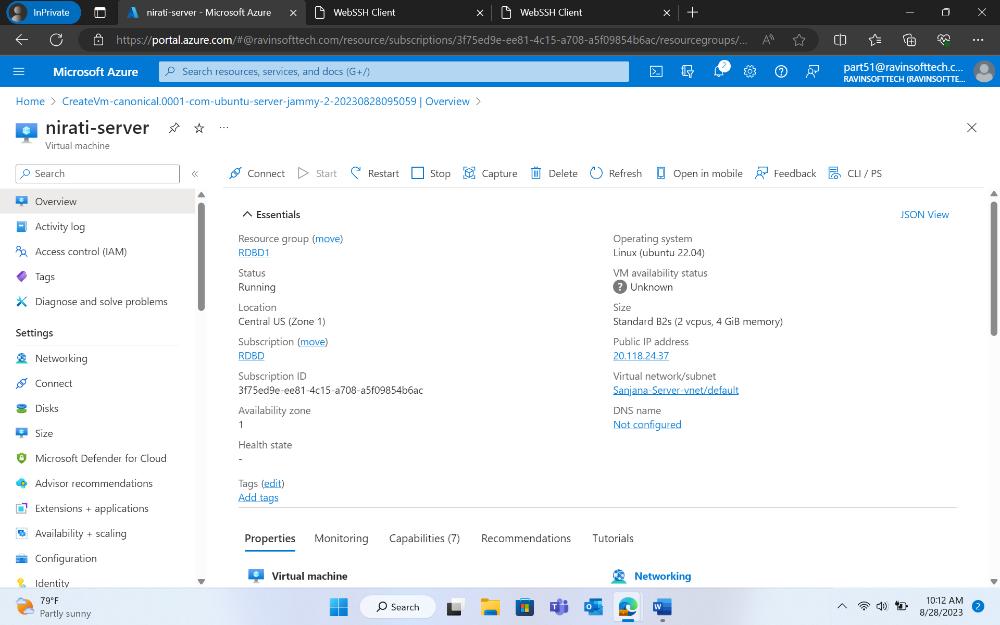 InPrivate
nirati-server - Microsoft Azure
WebSSH Client
WebSSH Client
https://portal.azure.com/#@ravinsofttech.com/resource/subscriptions/3f75ed9e-ee81-4c15-a708-a5f09854b6ac/resourcegroups/...
Microsoft Azure
Search resources, services, and docs (G+/)
2
part51@ravinsofttech.c...
RAVINSOFTTECH (RAVINSOFTTE...
Home > CreateVm-canonical.0001-com-ubuntu-server-jammy-2-20230828095059 | Overview >
nirati-server
Virtual machine
Search
Connect
Start
Restart
Stop
Capture
Delete
Refresh
Open in mobile
Feedback
CLI / PS
Overview
Activity log
Access control (IAM)
Tags
Diagnose and solve problems
Settings
Networking
Connect
Disks
Size
Microsoft Defender for Cloud
Advisor recommendations
Extensions + applications
Availability + scaling
Configuration
Identity
Essentials
JSON View
Resource group (move)
RDBD1
Status
Running
Location
Central US (Zone 1)
Subscription (move)
RDBD
Subscription ID
3f75ed9e-ee81-4c15-a708-a5f09854b6ac
Availability zone
1
Health state
-
Operating system
Linux (ubuntu 22.04)
VM availability status
Unknown
Size
Standard B2s (2 vcpus, 4 GiB memory)
Public IP address
20.118.24.37
Virtual network/subnet
Sanjana-Server-vnet/default
DNS name
Not configured
Tags (edit)
Add tags
Properties
Monitoring
Capabilities (7)
Recommendations
Tutorials
Virtual machine
Networking
79°F
Partly sunny
Search
10:12 AM
8/28/2023
2